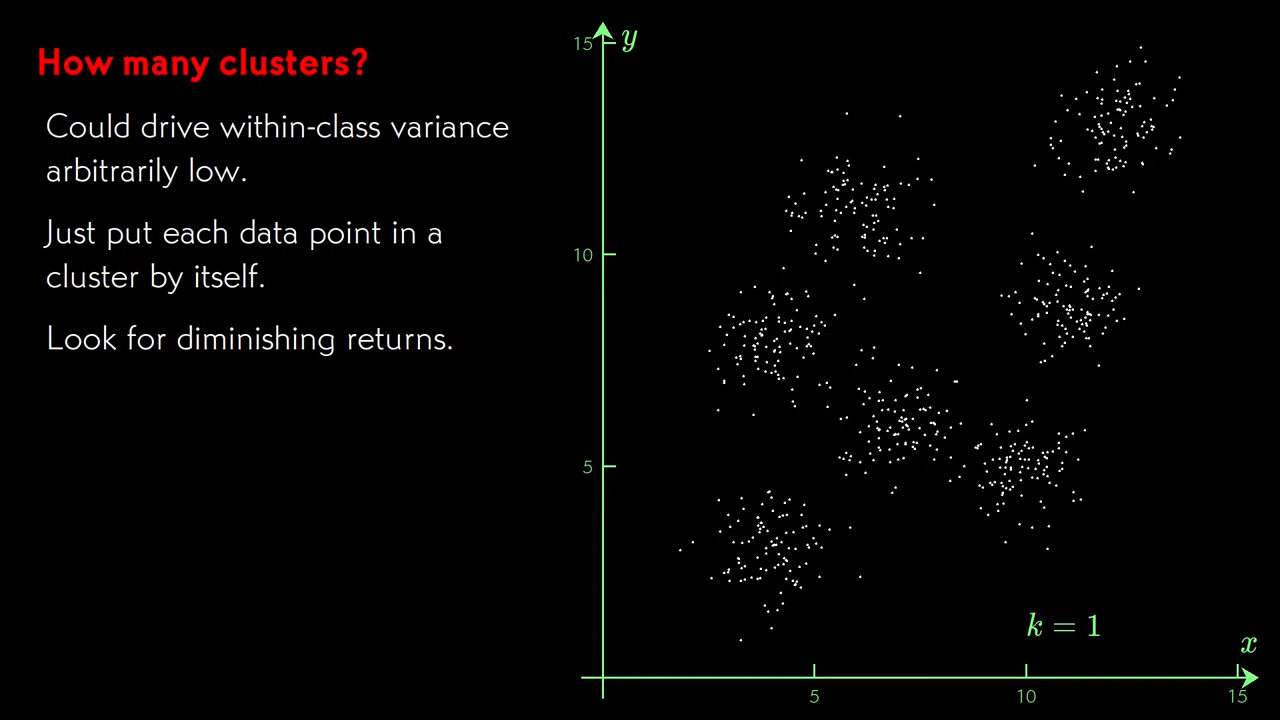 How many clusters?
Could drive within-class variance
arbitrarily low.
Just put each data point in a
cluster by itself.
Look for diminishing returns.
15
y
10
5
k = 1
x
5
10
15